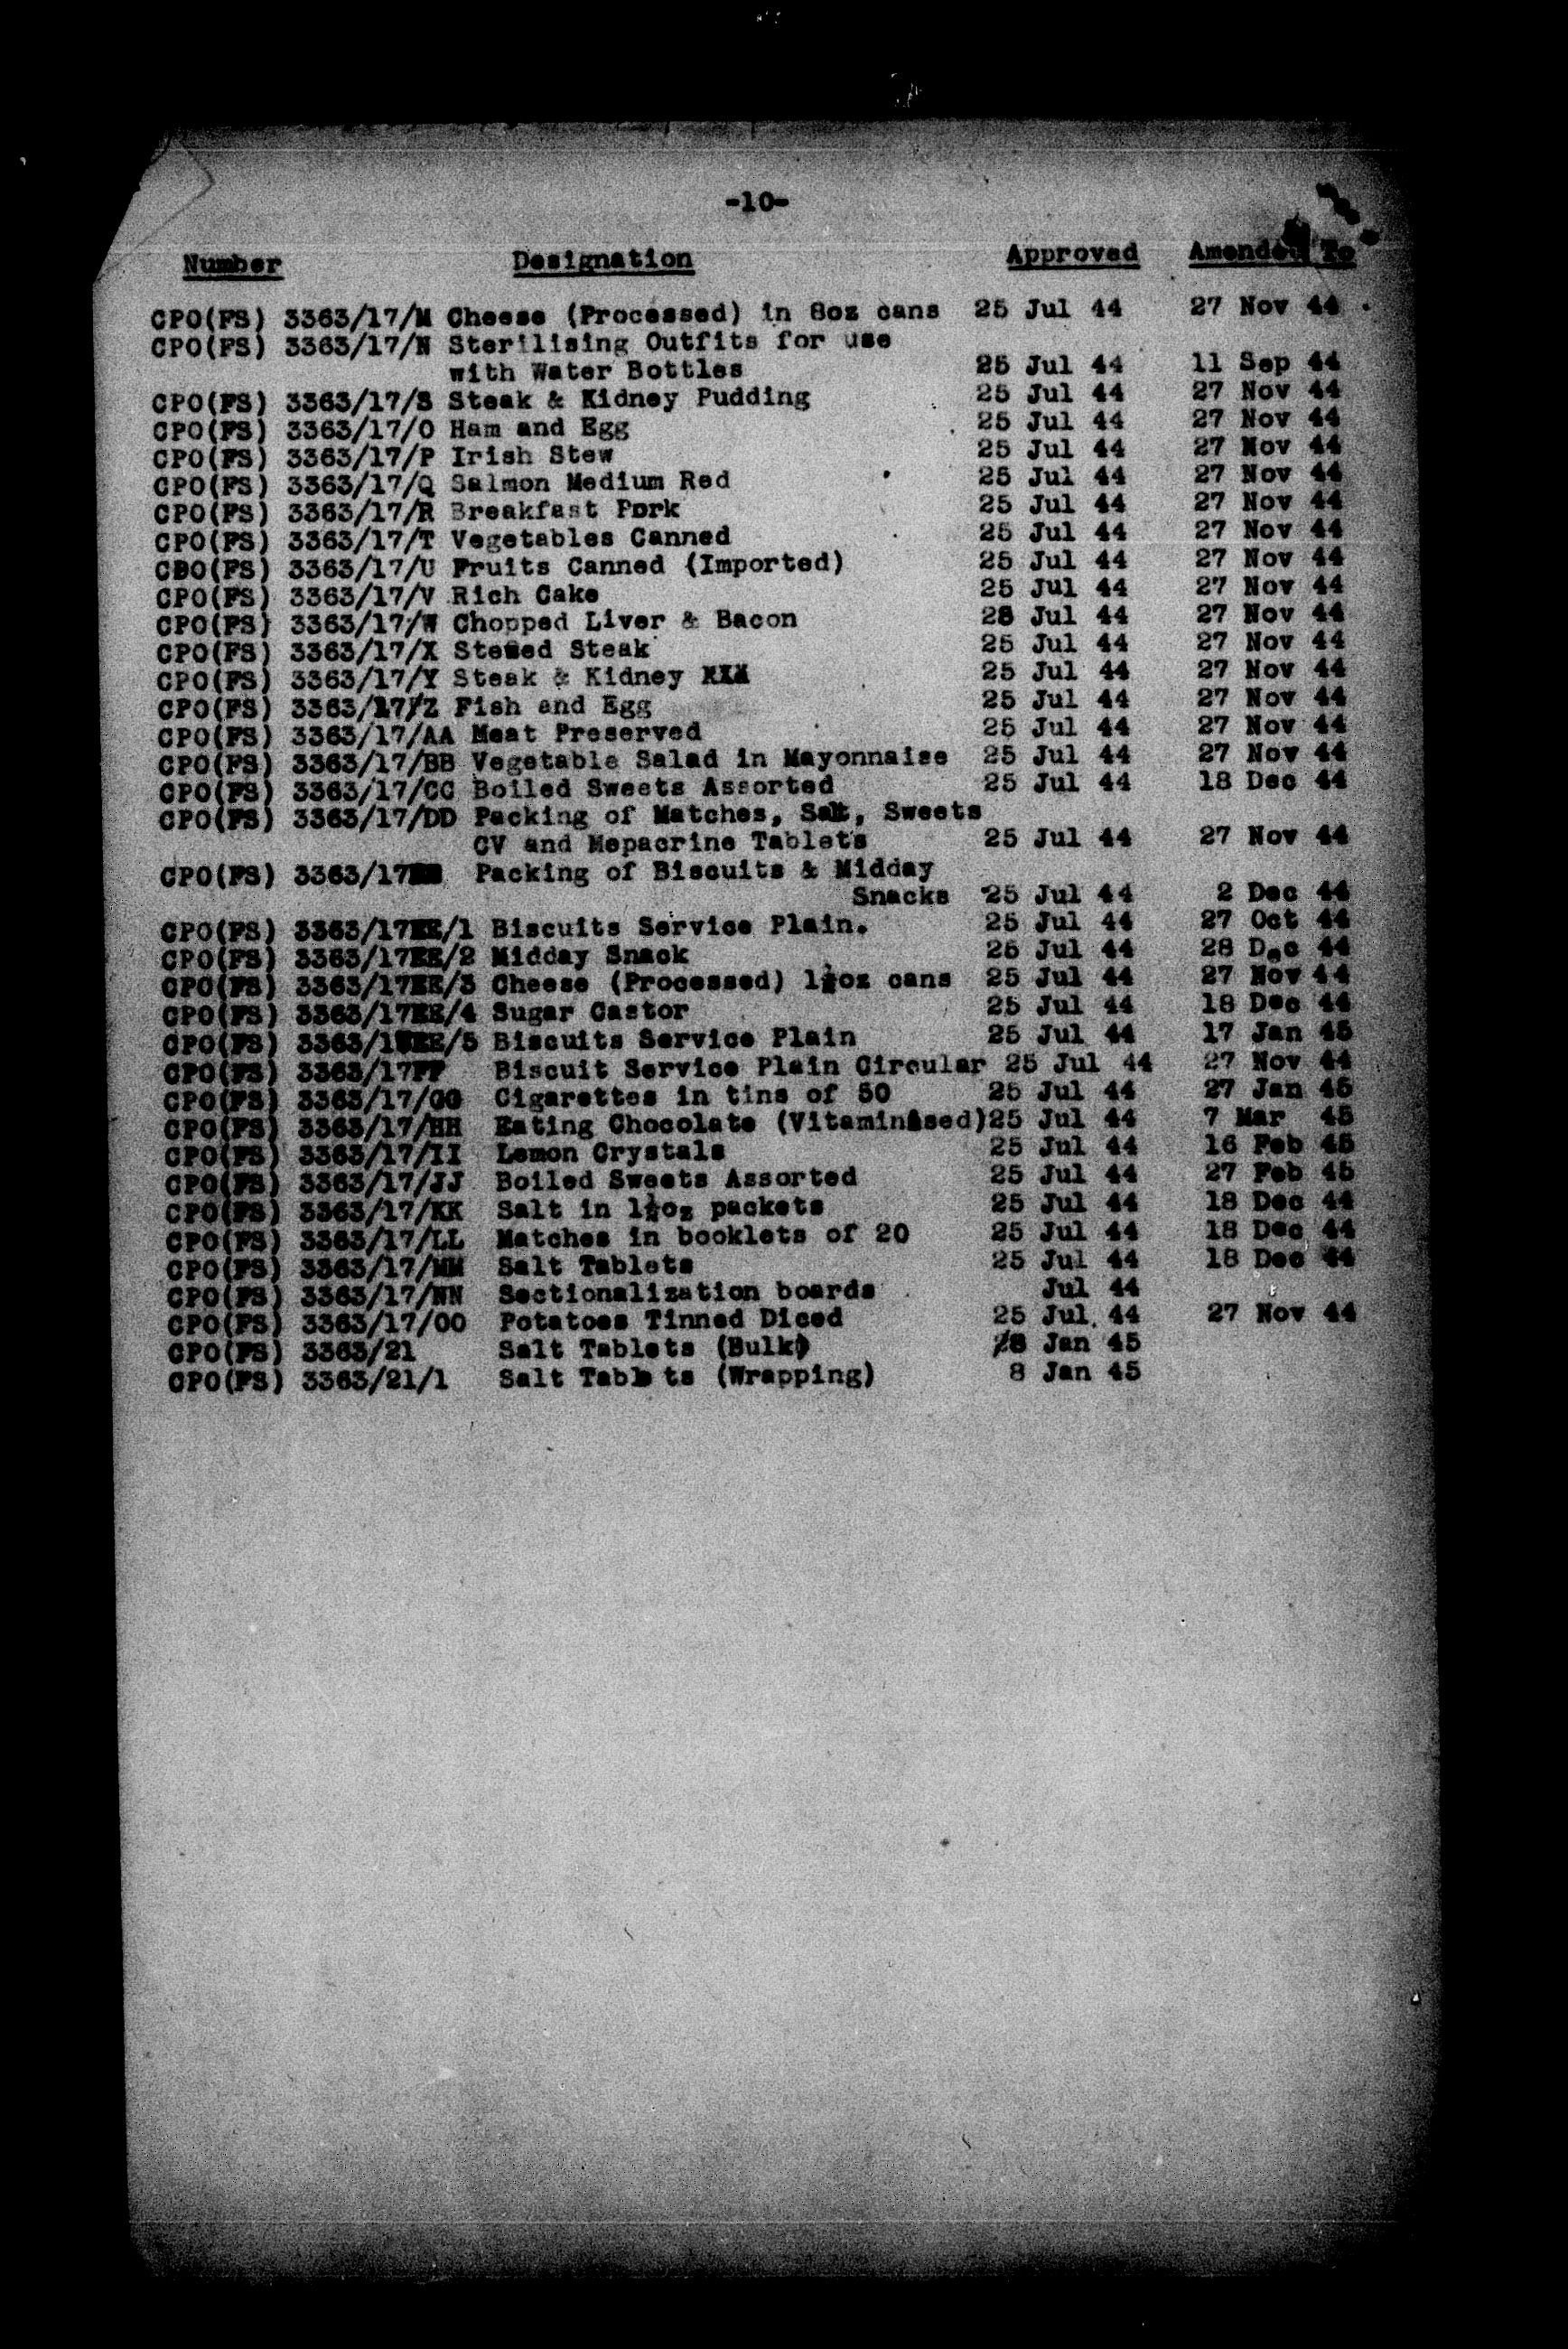 -10-
Number Designation Approved Amended To
CPO(FS) 3363/17/M Cheese (Processed) in 8oz cans 25 Jul 44 27 Nov 44
CPO(FS) 3363/17/N Sterilising Outfits for use
with Water Bottles 25 Jul 44 11 Sep 44
CPO(FS) 3363/17/S Steak & Kidney Pudding 25 Jul 44 27 Nov 44
CPO(FS) 3363/17/O Ham and Egg 25 Jul 44 27 Nov 44
CPO(FS) 3363/17/P Irish Stew 25 Jul 44 27 Nov 44
CPO(FS) 3363/17/Q Salmon Medium Red 25 Jul 44 27 Nov 44
CPO(FS) 3363/17/R Breakfast Pork 25 Jul 44 27 Nov 44
CPO(FS) 3363/17/T Vegetables Canned 25 Jul 44 27 Nov 44
CPO(FS) 3363/17/U Fruits Canned (Imported) 25 Jul 44 27 Nov 44
CPO(FS) 3363/17/V Rich Cake 25 Jul 44 27 Nov 44
CPO(FS) 3363/17/W Chopped Liver & Bacon 25 Jul 44 27 Nov 44
CPO(FS) 3363/17/X Stewed Steak 25 Jul 44 27 Nov 44
CPO(FS) 3363/17/Y Steak & Kidney 25 Jul 44 27 Nov 44
CPO(FS) 3363/17/Z Fish and Egg 25 Jul 44 27 Nov 44
CPO(FS) 3363/17/AA Meat Preserved 25 Jul 44 27 Nov 44
CPO(FS) 3363/17/BB Vegetable Salad in Mayonnaise 25 Jul 44 27 Nov 44
CPO(FS) 3363/17/CC Boiled Sweets Assorted 25 Jul 44 18 Dec 44
CPO(FS) 3363/17/DD Packing of Matches, Salt, Sweets
CV and Mepacrine Tablets 25 Jul 44 27 Nov 44
CPO(FS) Packing of Biscuits & Midday
Snacks 25 Jul 44 2 Dec 44
CPO(FS) 3363/17EE/1 Biscuits Service Plain. 25 Jul 44 27 Oct 44
CPO(FS) 3363/17EE/2 Midday Snack 25 Jul 44 28 Dec 44
CPO(FS) 3363/17EE/3 Cheese (Processed) 1½oz cans 25 Jul 44 27 Nov 44
CPO(FS) 3363/17EE/4 Sugar Castor 25 Jul 44 18 Dec 44
CPO(FS) 3363/17EE/5 Biscuits Service Plain 25 Jul 44 17 Jan 45
CPO(FS) 3363/17FF Biscuit Service Plain Circular 25 Jul 44 27 Nov 44
CPO(FS) 3363/17/GG Cigarettes in tins of 50 25 Jul 44 27 Jan 45
CPO(FS) 3363/17/HH Eating Chocolate (Vitaminised)25 Jul 44 7 Mar 45
CPO(FS) 3363/17/II Lemon Crystals 25 Jul 44 16 Feb 45
CPO(FS) 3363/17/JJ Boiled Sweets Assorted 25 Jul 44 27 Feb 45
CPO(FS) 3363/17/KK Salt in 1½oz packets 25 Jul 44 18 Dec 44
CPO(FS) 3363/17/LL Matches in booklets of 20 25 Jul 44 18 Dec 44
CPO(FS) 3363/17/MM Salt Tablets 25 Jul 44 18 Dec 44
CPO(FS) 3363/17/NN Sectionalization boards Jul 44
CPO(FS) 3363/17/OO Potatoes Tinned Diced 25 Jul. 44 27 Nov 44
CPO(FS) 3363/21 Salt Tablets (Bulk) 8 Jan 45
CPO(FS) 3363/21/1 Salt Tablets (Wrapping) 8 Jan 45